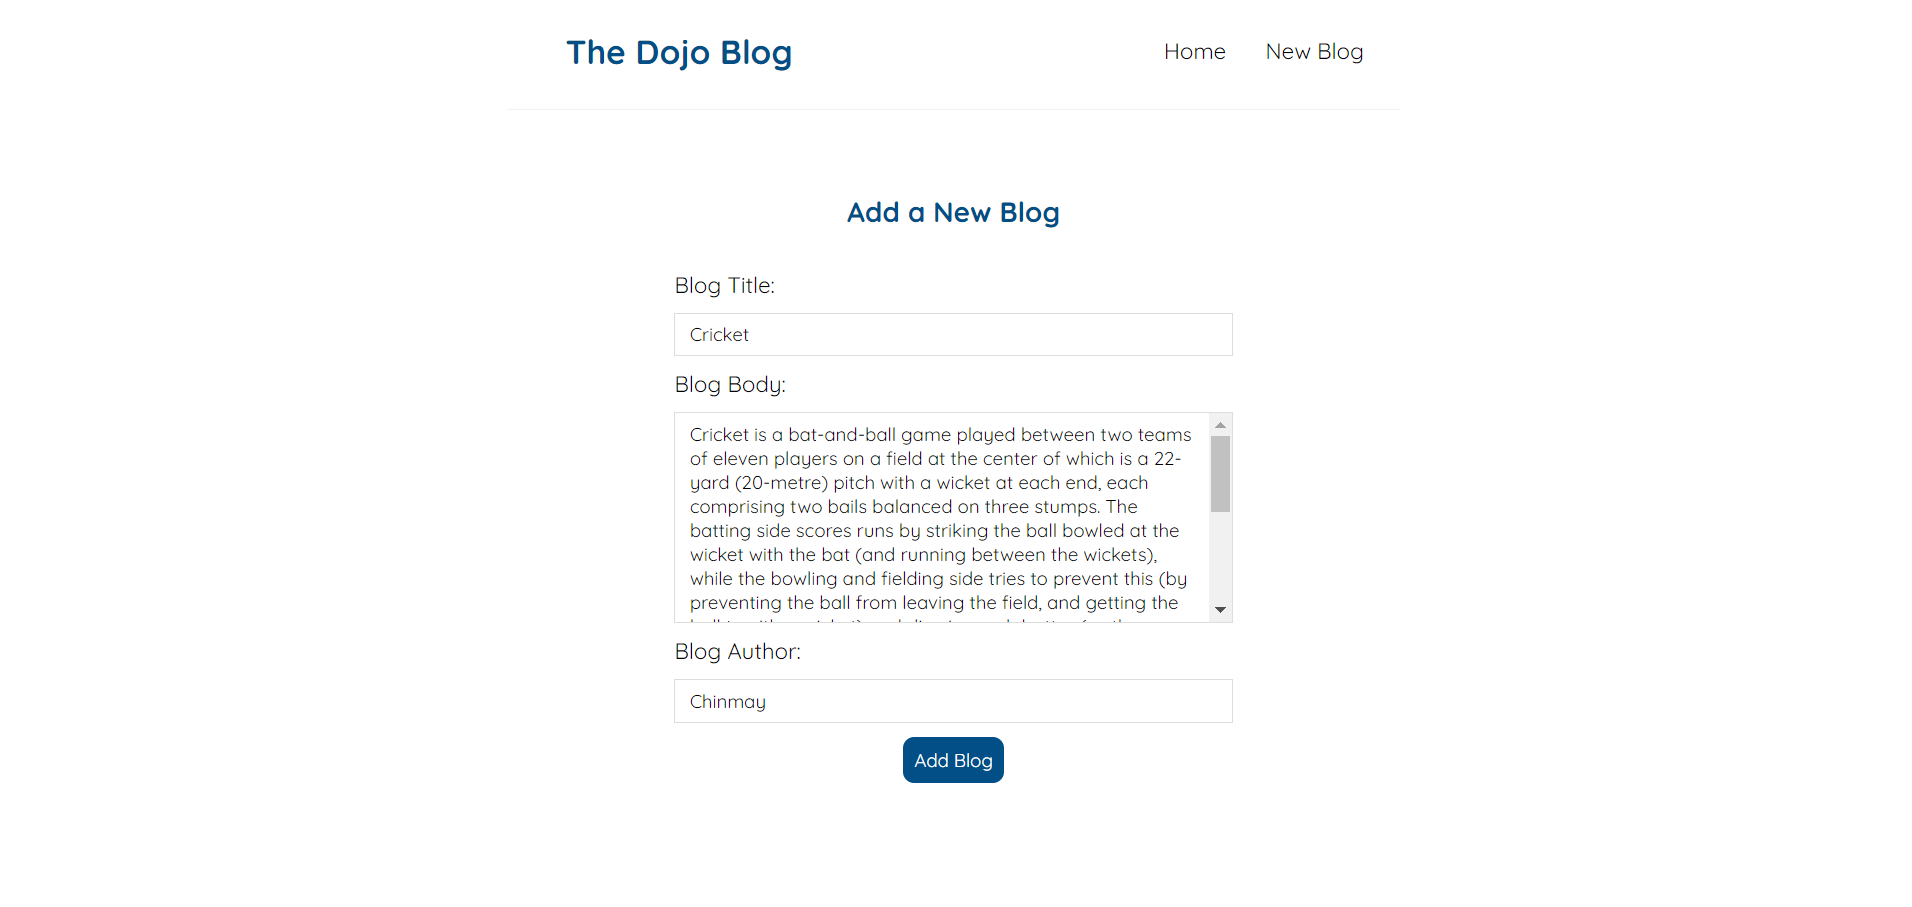 The Dojo Blog
Home New Blog
Add a New Blog
Blog Title:
Cricket
Blog Body:
Cricket is a bat-and-ball game played between two teams
of eleven players on a field at the center of which is a 22-
yard (20-metre) pitch with a wicket at each end, each
comprising two bails balanced on three stumps. The
batting side scores runs by striking the ball bowled at the
wicket with the bat (and running between the wickets),
while the bowling and fielding side tries to prevent this (by
preventing the ball from leaving the field, and getting the
Blog Author:
Chinmay
Add Blog